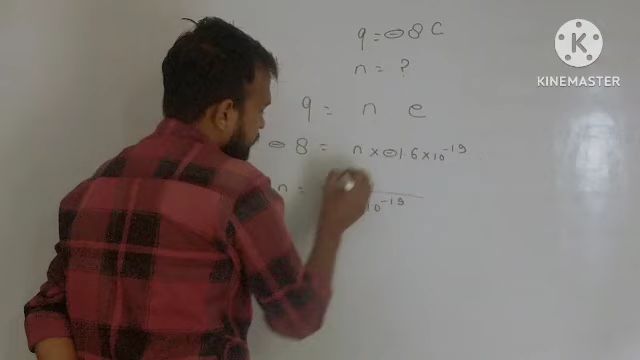 q = -8 C
n = ?
q = n e
-8 = n × -1.6 × 10⁻¹⁹
n =
10⁻¹⁹
K
KINEMASTER